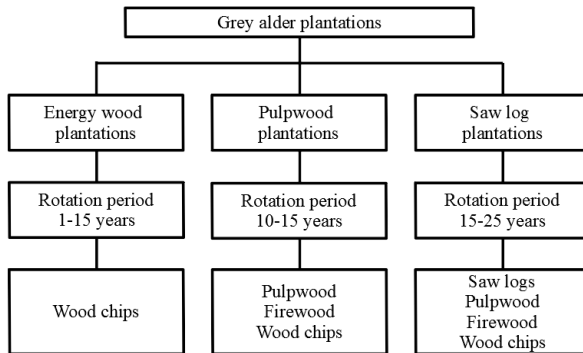 Grey alder plantations
Energy wood
plantations
Pulpwood
plantations
Saw log
plantations
Rotation period
1-15 years
Rotation period
10-15 years
Rotation period
15-25 years
Wood chips
Pulpwood
Firewood
Wood chips
Saw logs
Pulpwood
Firewood
Wood chips